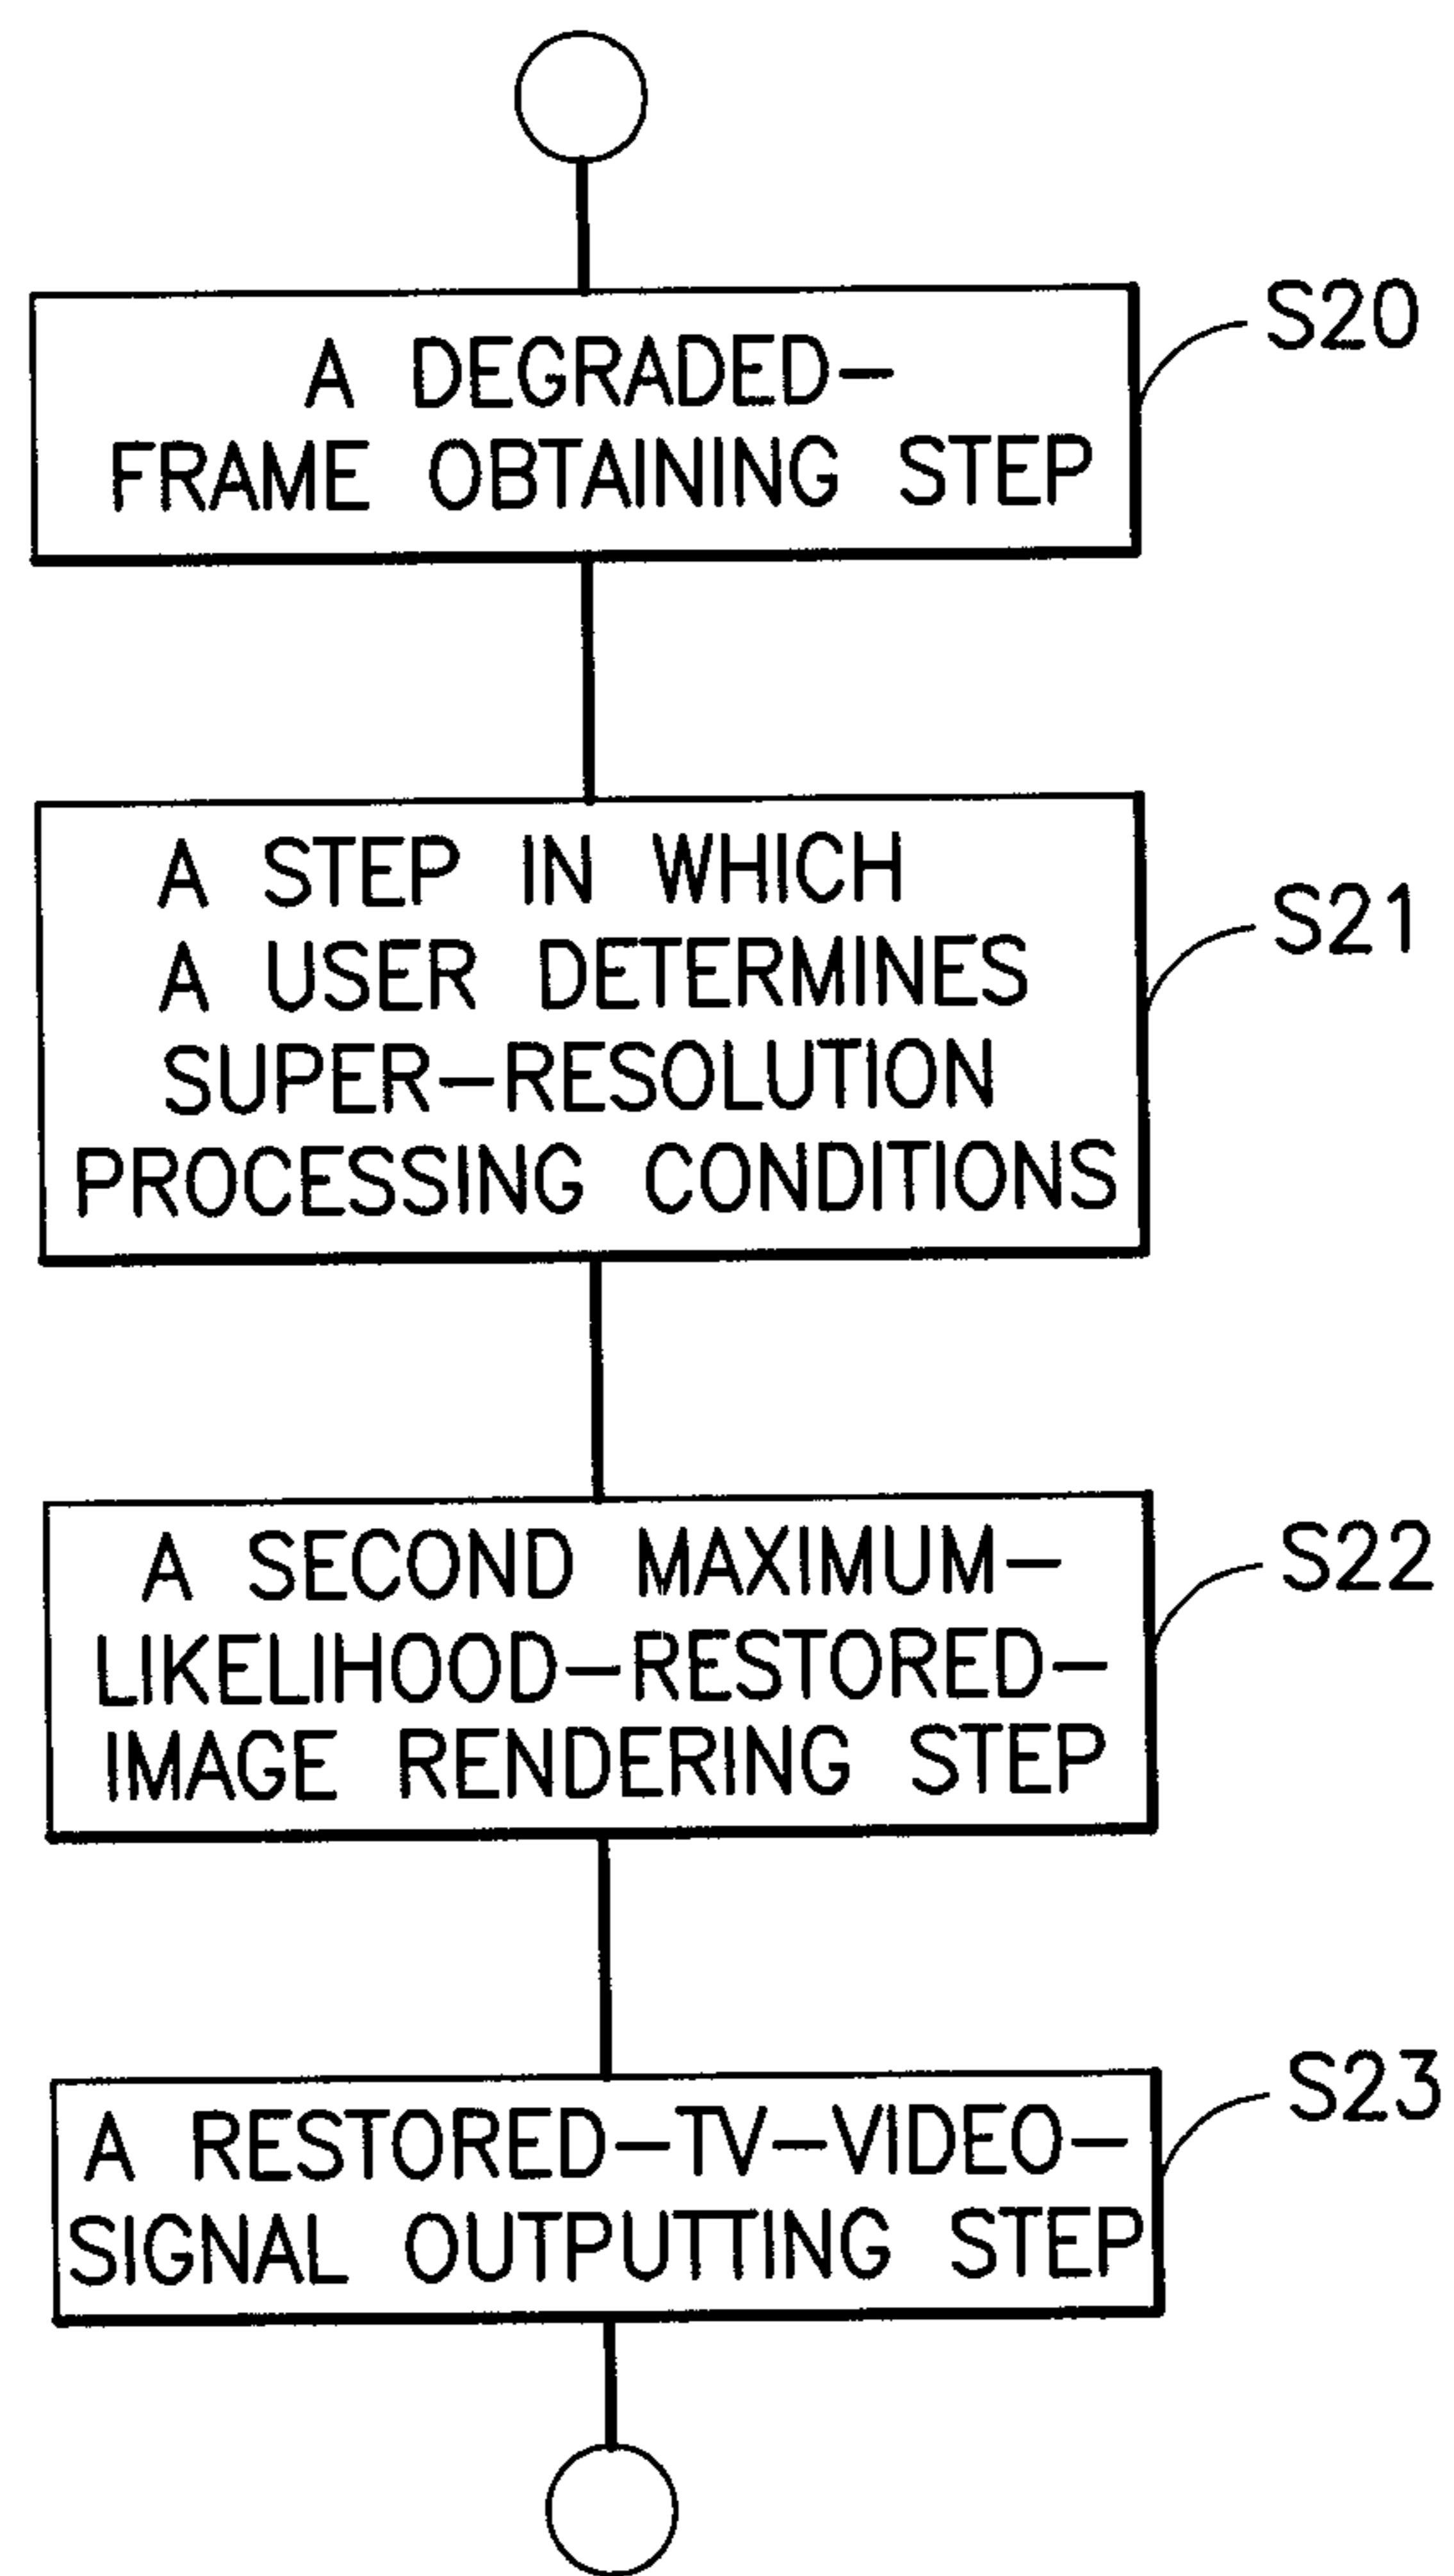 A DEGRADED-
FRAME OBTAINING STEP
S20
A STEP IN WHICH
A USER DETERMINES
SUPER-RESOLUTION
PROCESSING CONDITIONS
S21
A SECOND MAXIMUM-
LIKELIHOOD-RESTORED-
IMAGE RENDERING STEP
S22
A RESTORED-TV-VIDEO-
SIGNAL OUTPUTTING STEP
S23